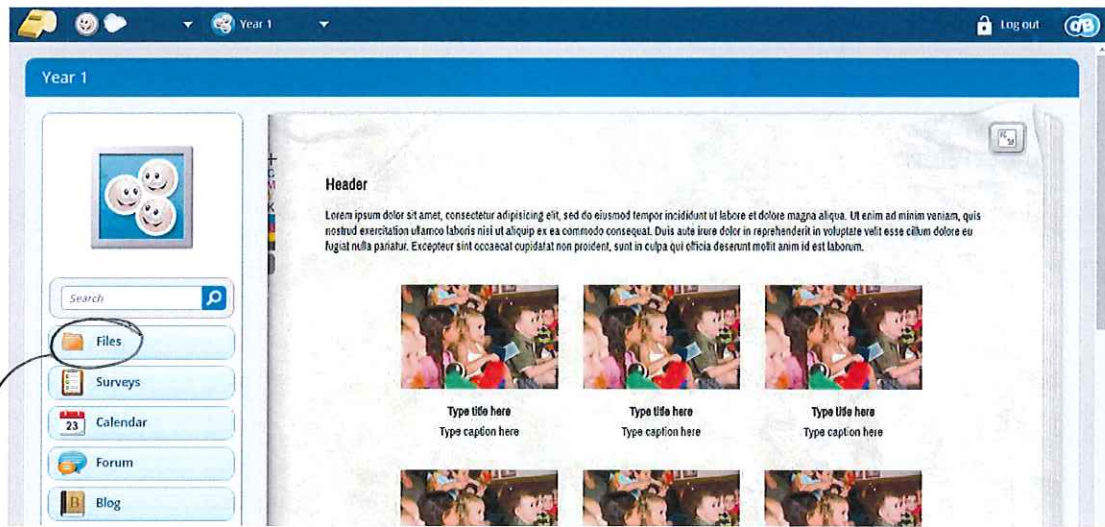 Year 1
Log out
Year 1
Search
Files
Surveys
23 Calendar
Forum
B Blog
Header
Lorem ipsum dolor sit amet, consectetur adipisicing elit, sed do eiusmod tempor incididunt ut labore et dolore magna aliqua. Ut enim ad minim veniam, quis
nostrud exercitation ullamco laboris nisi ut aliquip ex ea commodo consequat. Duis aute irure dolor in reprehenderit in voluptate velit esse cillum dolore eu
fugiat nulla pariatur. Excepteur sint occaecat cupidatat non proident, sunt in culpa qui officia deserunt mollit anim id est laborum.
Type title here
Type title here
Type title here
Type caption here
Type caption here
Type caption here